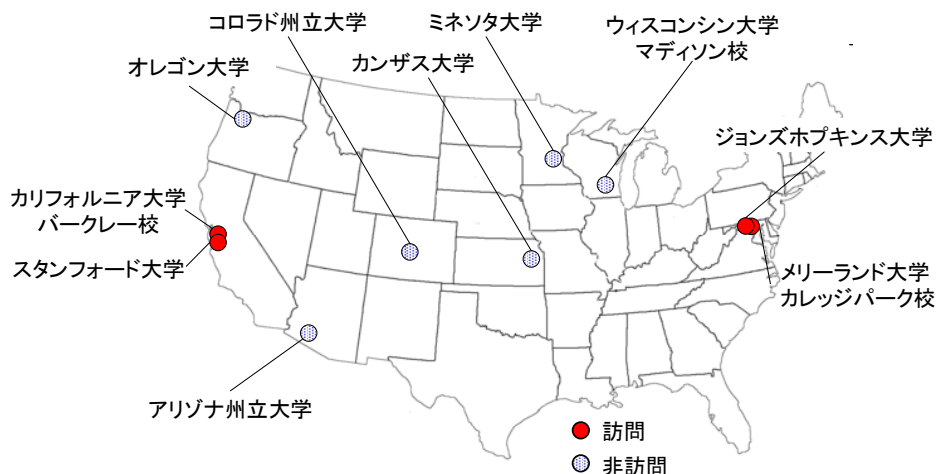 コロラド州立大学
ミネソタ大学
ウィスコンシン大学
マディソン校
オレゴン大学
カンザス大学
ジョンズホプキンス大学
カリフォルニア大学
バークレー校
スタンフォード大学
メリーランド大学
カレッジパーク校
アリゾナ州立大学
訪問
非訪問